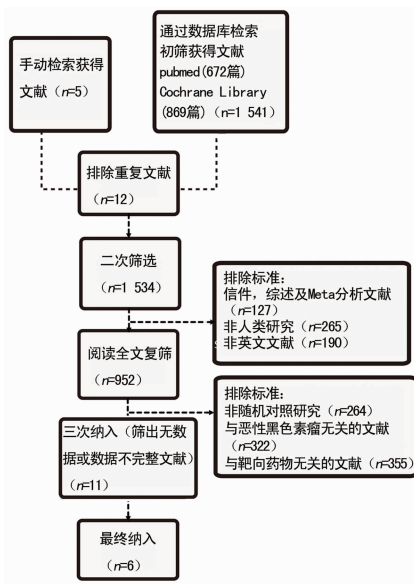 手动检索获得
文献（n=5）
通过数据库检索
初筛获得文献
pubmed(672篇)
Cochrane Library
(869篇)（n=1 541）
排除重复文献
（n=12）
二次筛选
（n=1 534）
排除标准：
信件，综述及Meta分析文献
（n=127）
非人类研究（n=265）
非英文文献（n=190）
阅读全文复筛
（n=952）
排除标准：
非随机对照研究（n=264）
与恶性黑色素瘤无关的文献
（n=322）
与靶向药物无关的文献（n=355）
三次纳入（筛出无数
据或数据不完整文献）
（n=11）
最终纳入
（n=6）